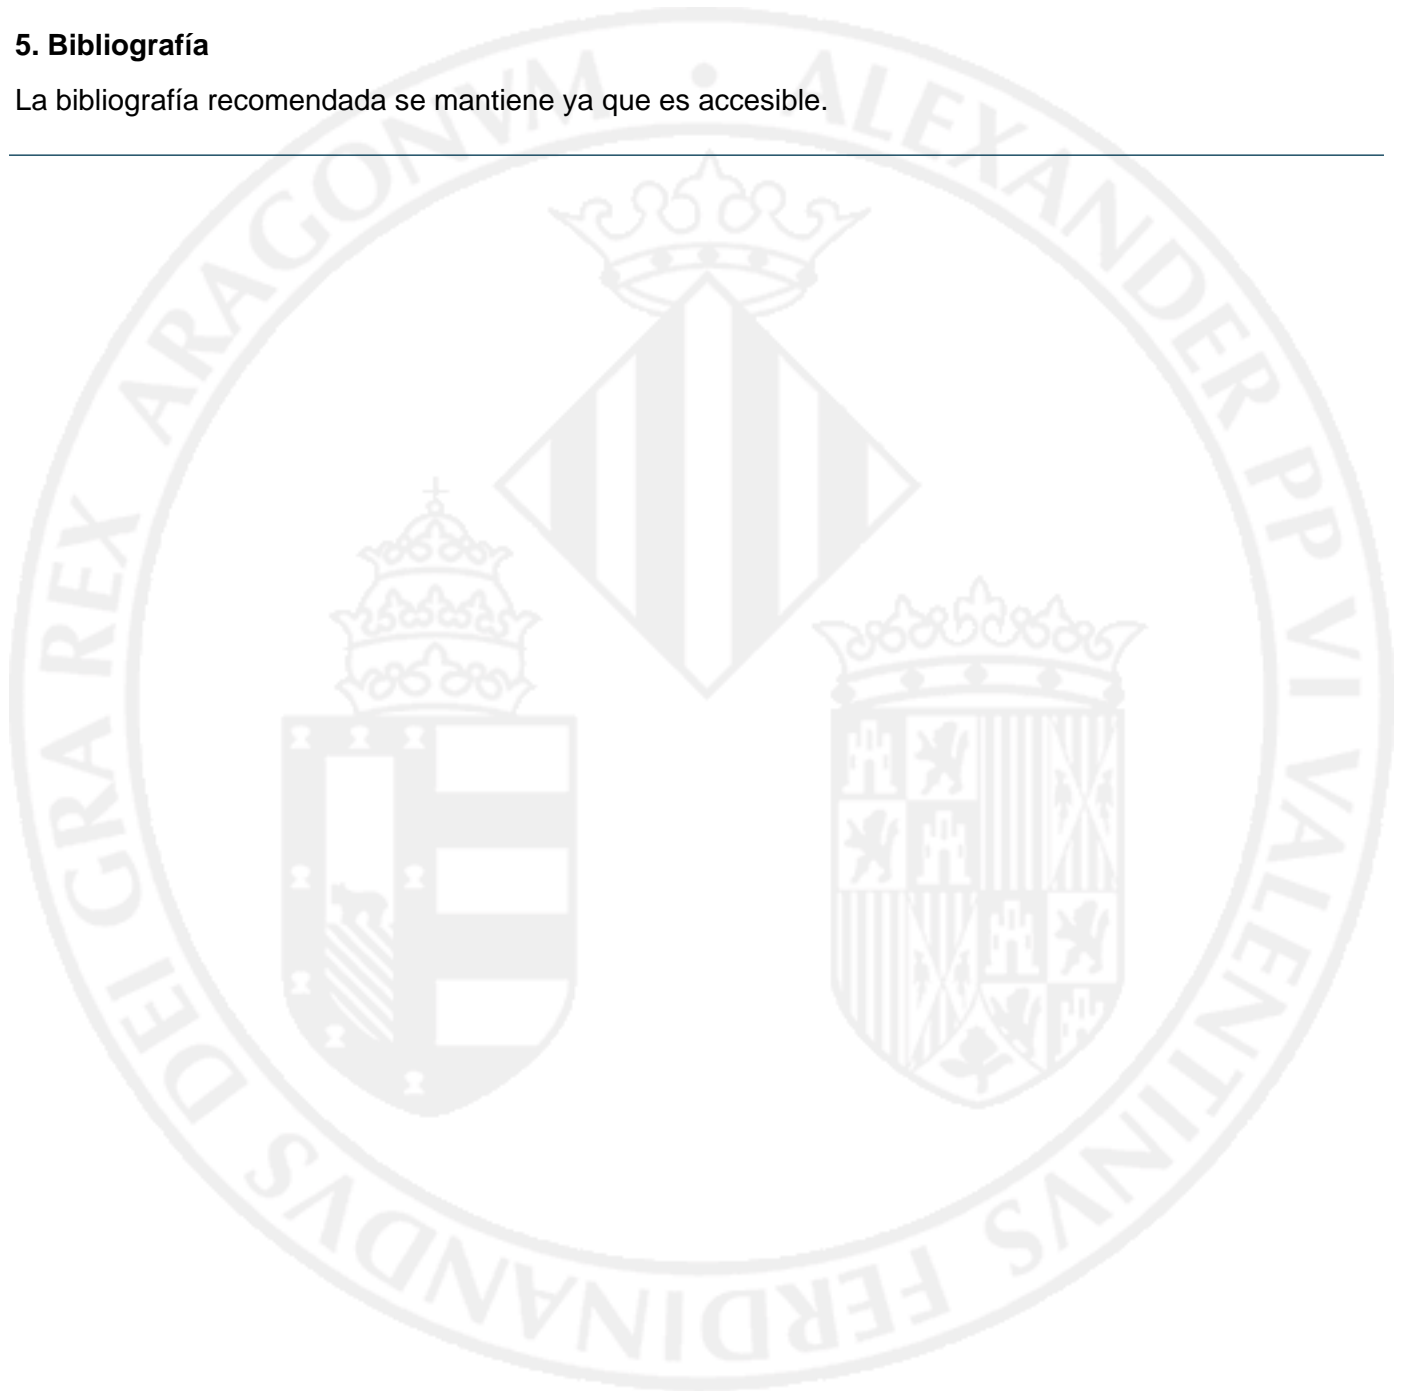 5. Bibliografía
La bibliografía recomendada se mantiene ya que es accesible.
ALEXANDER PP VI VALENTINVS FERDINANDVS DEI GRA REX ARAGONVM